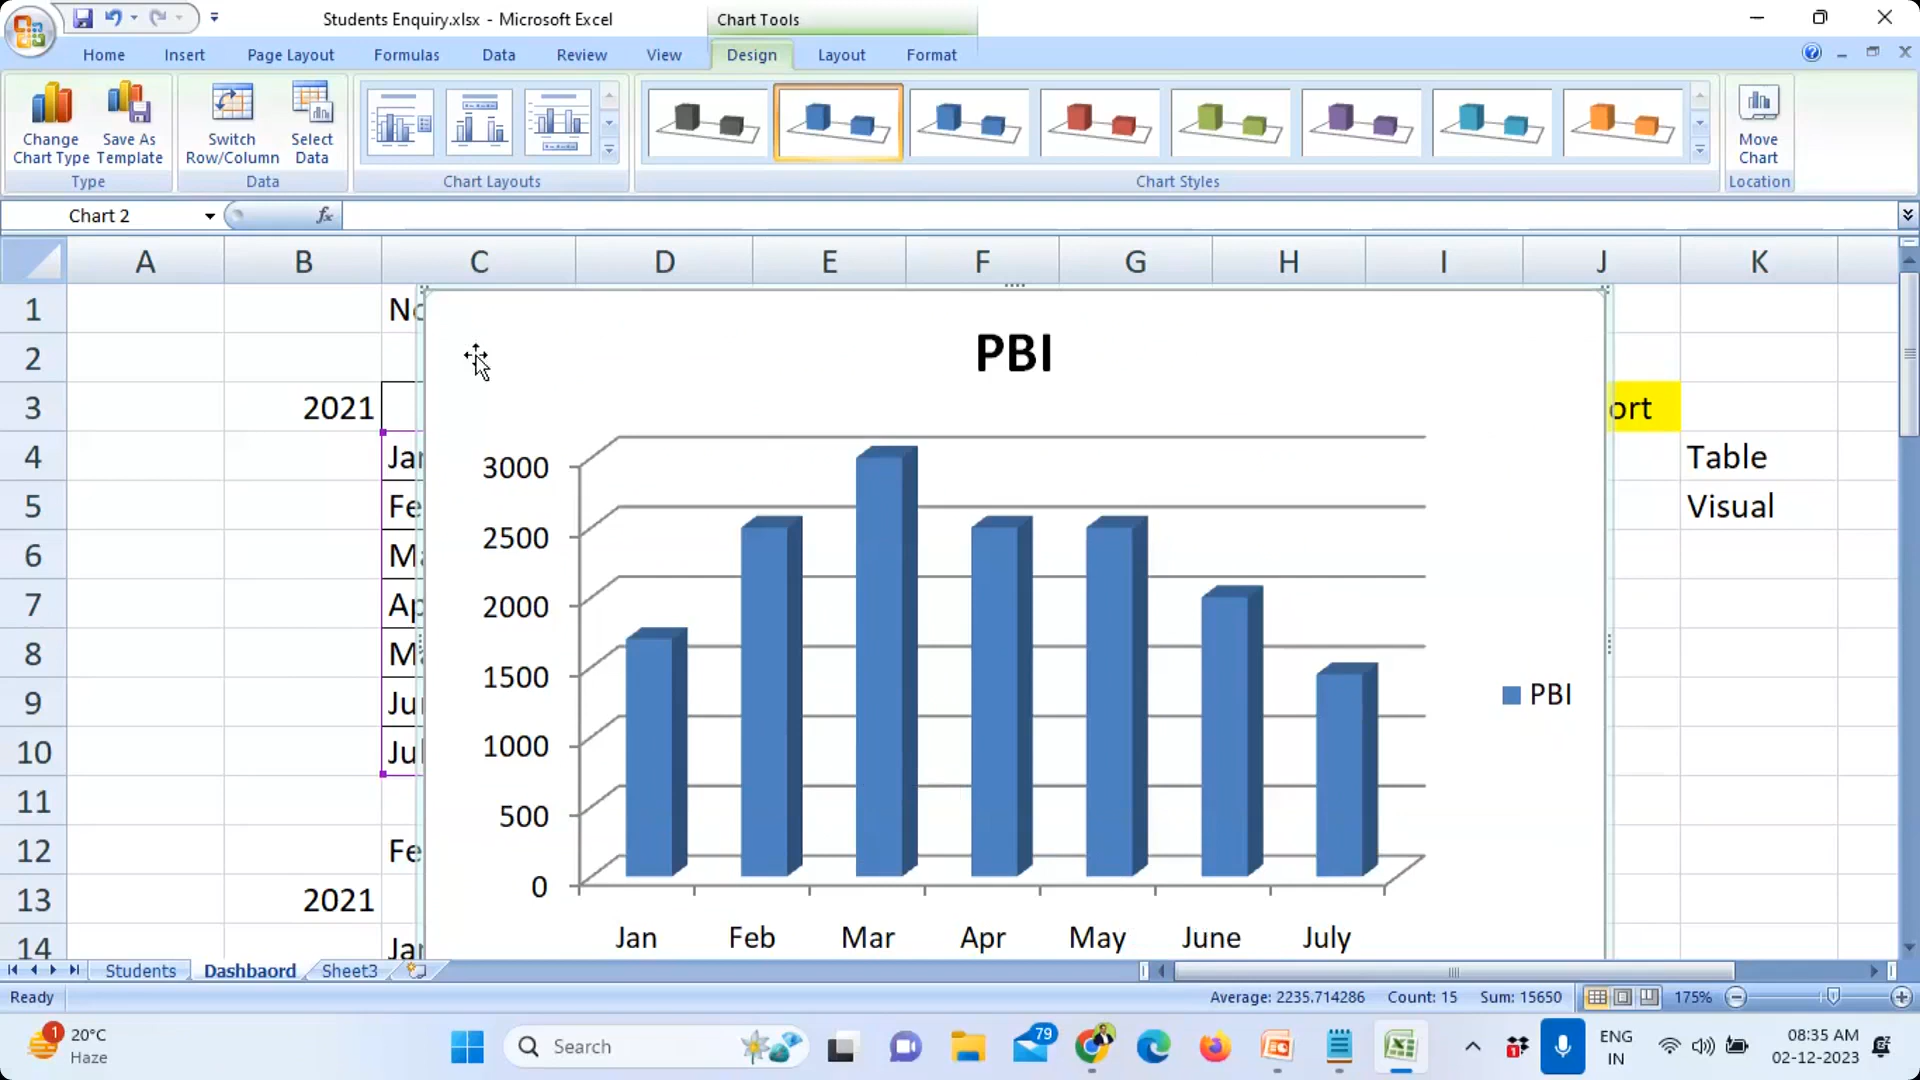 Students Enquiry.xlsx - Microsoft Excel
Chart Tools
Home Insert Page Layout Formulas Data Review View Design Layout Format
Change Chart Type
Save As Template
Switch Row/Column
Select Data
Move Chart
Type Data Chart Layouts Chart Styles Location
Chart 2 fx
A B C D E F G H I J K
1
2
3 2021 ort
4 Table
5 Visual
6
7
8
9
10
11
12
13 2021
14
PBI
3000
2500
2000
1500
1000
500
0
Jan Feb Mar Apr May June July
PBI
Students Dashbaord Sheet3
Ready Average: 2235.714286 Count: 15 Sum: 15650 175%
1 20°C
Haze
Search
79
1
ENG
IN
08:35 AM
02-12-2023